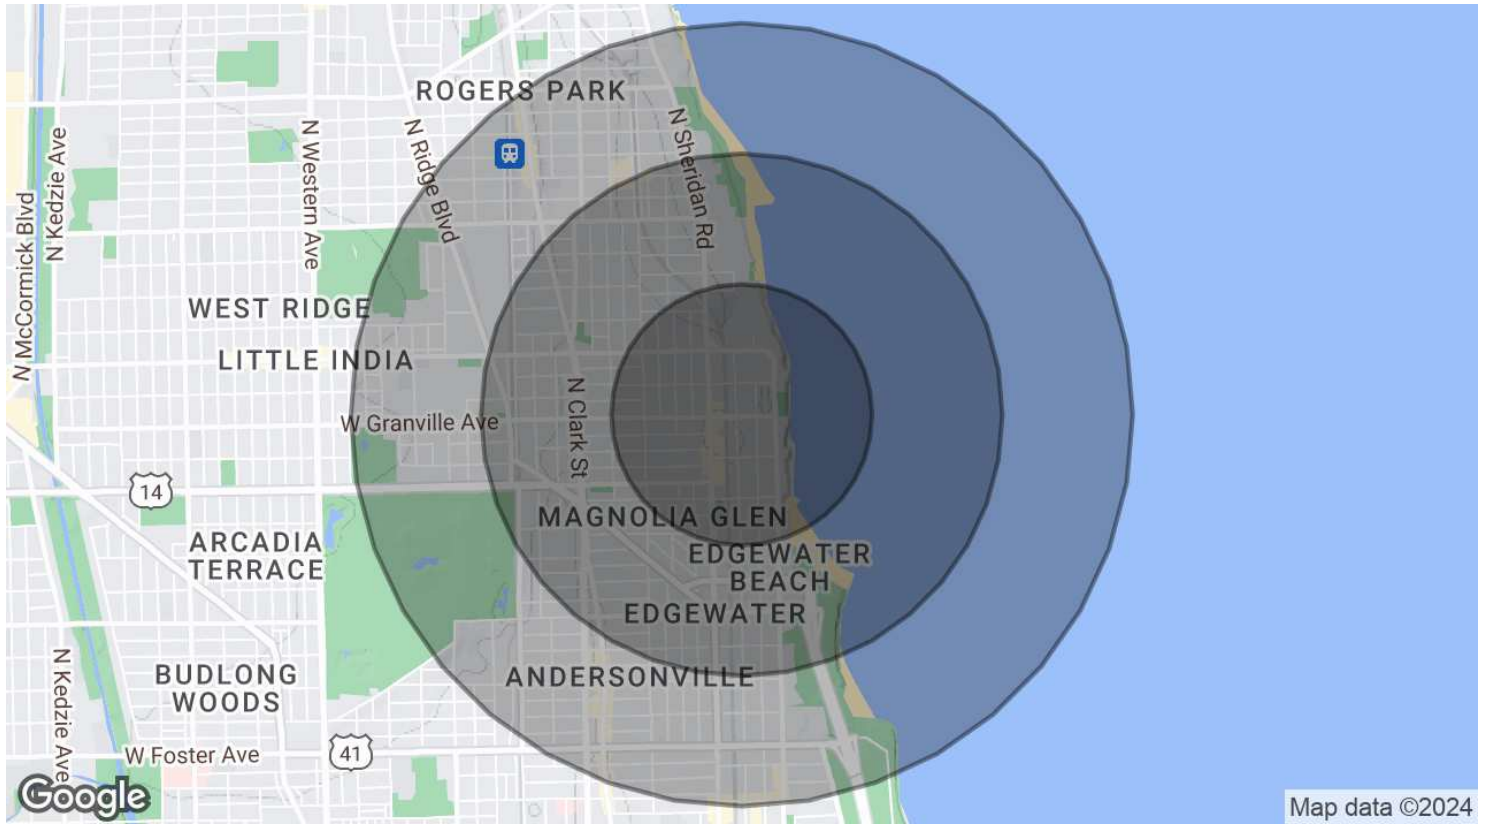 ROGERS PARK
N Kedzie Ave
N Western Ave
N Ridge Blvd
N Sheridan Rd
N McCormick Blvd
WEST RIDGE
LITTLE INDIA
W Granville Ave
N Clark St
14
MAGNOLIA GLEN
ARCADIA
TERRACE
EDGEWATER
BEACH
EDGEWATER
BUDLONG
WOODS
ANDERSONVILLE
N Kedzie Ave
W Foster Ave
41
Google
Map data ©2024